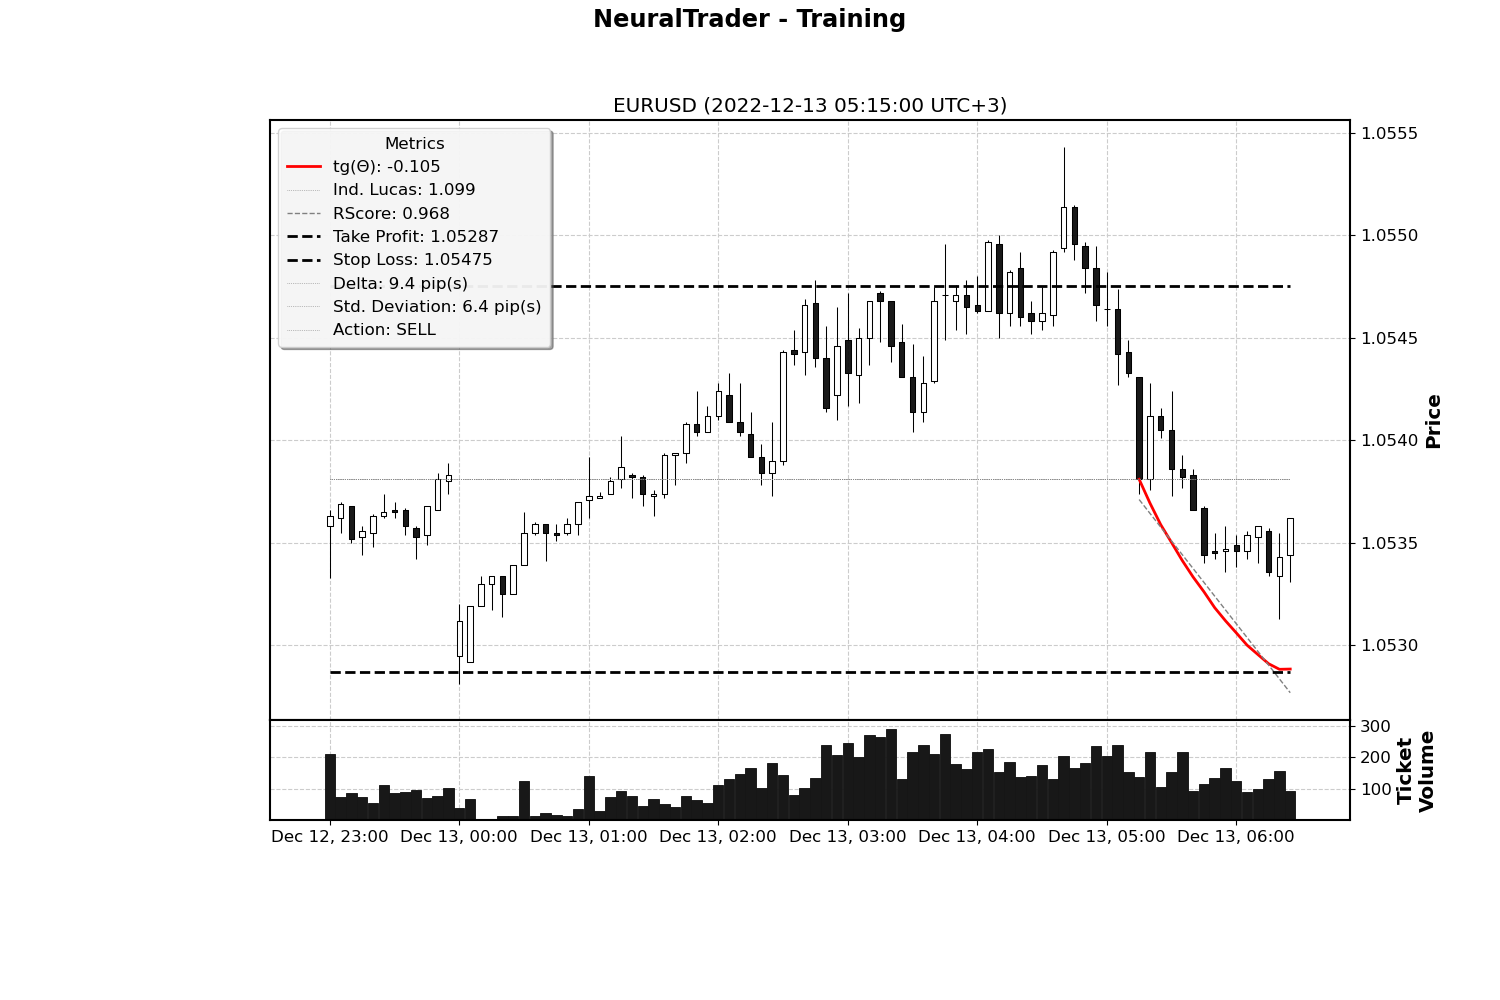 NeuralTrader - Training
EURUSD (2022-12-13 05:15:00 UTC+3)
Metrics
tg(Θ): -0.105
Ind. Lucas: 1.099
RScore: 0.968
Take Profit: 1.05287
Stop Loss: 1.05475
Delta: 9.4 pip(s)
Std. Deviation: 6.4 pip(s)
Action: SELL
1.0555
1.0550
1.0545
1.0540
1.0535
1.0530
Price
300
200
100
Ticket
Volume
Dec 12, 23:00 Dec 13, 00:00 Dec 13, 01:00 Dec 13, 02:00 Dec 13, 03:00 Dec 13, 04:00 Dec 13, 05:00 Dec 13, 06:00